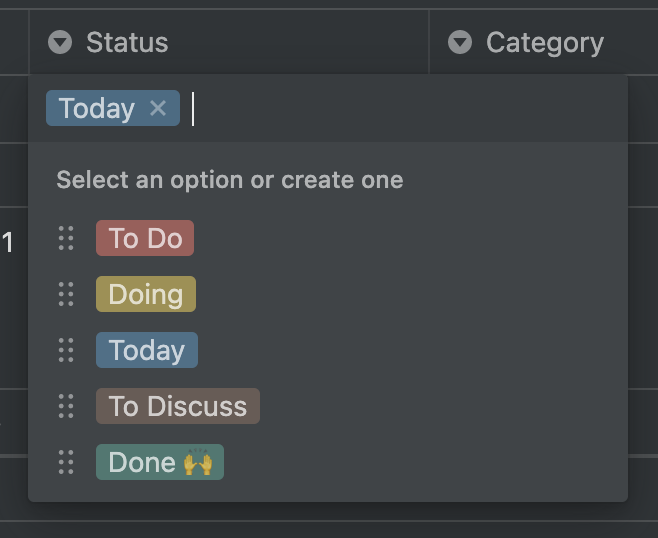 Status Category
Today ×
Select an option or create one
1
To Do
Doing
Today
To Discuss
Done 🙌